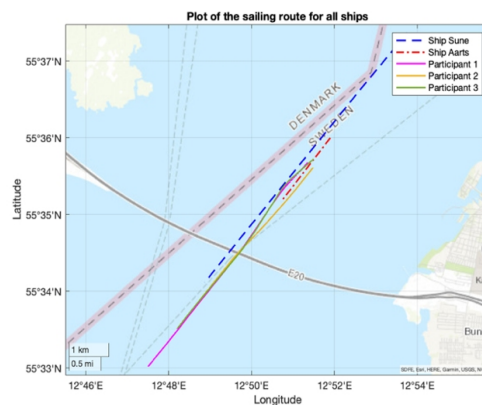 Plot of the sailing route for all ships
55°37'N
55°36'N
55°35'N
55°34'N
55°33'N
Latitude
Ship Sune
Ship Aarts
Participant 1
Participant 2
Participant 3
DENMARK
SWEDEN
E20
K
Bun
1 km
0.5 mi
12°46'E
12°48'E
12°50'E
12°52'E
12°54'E
Longitude